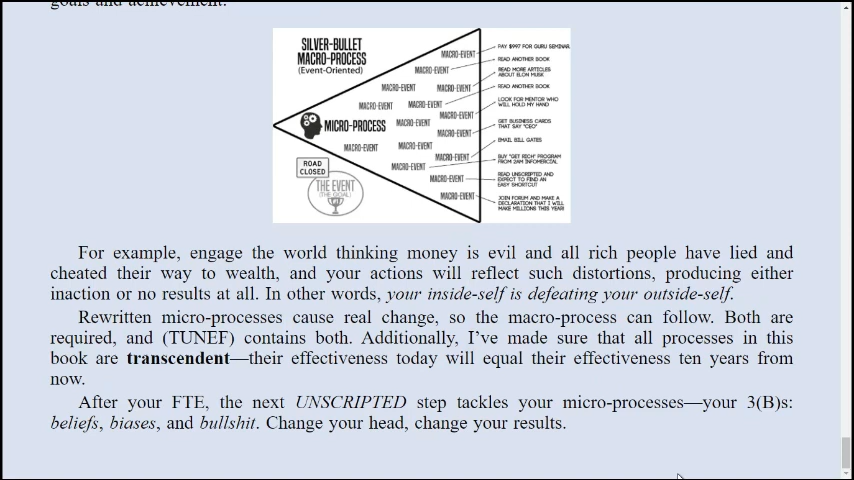 goals and achievement.
SILVER-BULLET
MACRO-PROCESS
(Event-Oriented)
MACRO-EVENT
PAY $997 FOR GURU SEMINAR.
MACRO-EVENT
READ ANOTHER BOOK
MACRO-EVENT
MACRO-EVENT
READ MORE ARTICLES
ABOUT ELON MUSK
MACRO-EVENT
MACRO-EVENT
READ ANOTHER BOOK
MACRO-EVENT
LOOK FOR MENTOR WHO
WILL HOLD MY HAND
MICRO-PROCESS
MACRO-EVENT
MACRO-EVENT
GET BUSINESS CARDS
THAT SAY "CEO"
MACRO-EVENT
MACRO-EVENT
MACRO-EVENT
EMAIL BILL GATES
MACRO-EVENT
BUY "GET RICH" PROGRAM
FROM 2AM INFOMERCIAL
MACRO-EVENT
READ UNSCRIPTED AND
EXPECT TO FIND AN
EASY SHORTCUT
MACRO-EVENT
JOIN FORUM AND MAKE A
DECLARATION THAT I WILL
MAKE MILLIONS THIS YEAR
ROAD
CLOSED
THE EVENT
(THE GOAL)
For example, engage the world thinking money is evil and all rich people have lied and
cheated their way to wealth, and your actions will reflect such distortions, producing either
inaction or no results at all. In other words, your inside-self is defeating your outside-self.
Rewritten micro-processes cause real change, so the macro-process can follow. Both are
required, and (TUNEF) contains both. Additionally, I've made sure that all processes in this
book are transcendent—their effectiveness today will equal their effectiveness ten years from
now.
After your FTE, the next UNSCRIPTED step tackles your micro-processes—your 3(B)s:
beliefs, biases, and bullshit. Change your head, change your results.